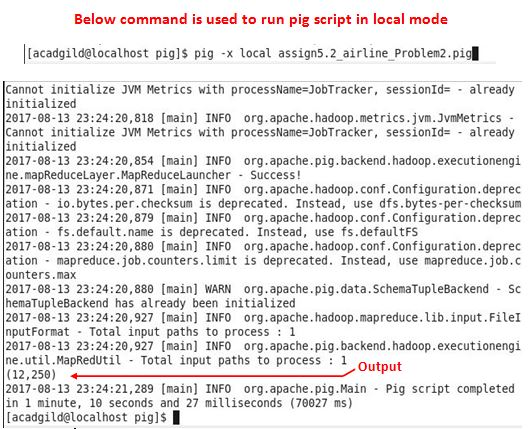 Below command is used to run pig script in local mode
[acadgild@localhost pig]$ pig -x local assign5.2_airline_Problem2.pig
Cannot initialize JVM Metrics with processName=JobTracker, sessionId= - already
initialized
2017-08-13 23:24:20,818 [main] INFO  org.apache.hadoop.metrics.jvm.JvmMetrics -
Cannot initialize JVM Metrics with processName=JobTracker, sessionId= - already
initialized
2017-08-13 23:24:20,854 [main] INFO  org.apache.pig.backend.hadoop.executionengi
ne.mapReduceLayer.MapReduceLauncher - Success!
2017-08-13 23:24:20,871 [main] INFO  org.apache.hadoop.conf.Configuration.deprec
ation - io.bytes.per.checksum is deprecated. Instead, use dfs.bytes-per-checksum
2017-08-13 23:24:20,879 [main] INFO  org.apache.hadoop.conf.Configuration.deprec
ation - fs.default.name is deprecated. Instead, use fs.defaultFS
2017-08-13 23:24:20,880 [main] INFO  org.apache.hadoop.conf.Configuration.deprec
ation - mapreduce.job.counters.limit is deprecated. Instead, use mapreduce.job.c
ounters.max
2017-08-13 23:24:20,880 [main] WARN  org.apache.pig.data.SchemaTupleBackend - Sc
hemaTupleBackend has already been initialized
2017-08-13 23:24:20,927 [main] INFO  org.apache.hadoop.mapreduce.lib.input.FileI
nputFormat - Total input paths to process : 1
2017-08-13 23:24:20,927 [main] INFO  org.apache.pig.backend.hadoop.executionengi
ne.util.MapRedUtil - Total input paths to process : 1
(12,250)
Output
2017-08-13 23:24:21,289 [main] INFO  org.apache.pig.Main - Pig script completed
in 1 minute, 10 seconds and 27 milliseconds (70027 ms)
[acadgild@localhost pig]$